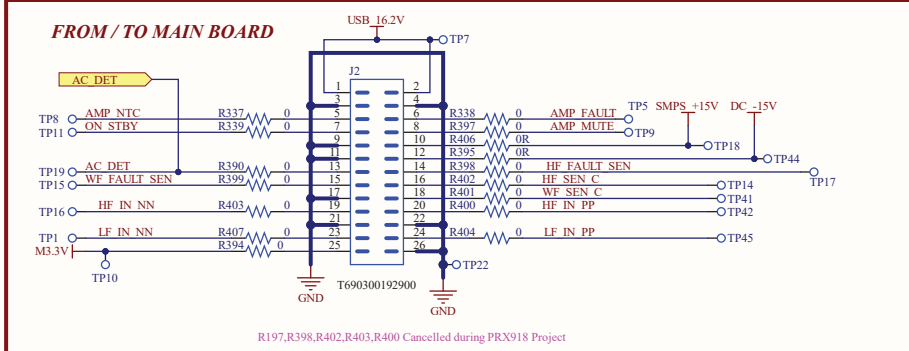 USB_16.2V
FROM / TO MAIN BOARD
TP7
J2
AC_DET
1 2
3 4
TP8 AMP_NTC R337 0 5 6 R338 0 AMP_FAULT TP5 SMPS_+15V DC_-15V
TP11 ON_STBY R339 0 7 8 R397 0 AMP_MUTE TP9
9 10 R406 0R TP18
11 12 R395 0R TP44
TP19 AC_DET R390 0 13 14 R398 0 HF_FAULT_SEN TP17
TP15 WF_FAULT_SEN R399 0 15 16 R402 0 HF_SEN_C TP14
17 18 R401 0 WF_SEN_C TP41
TP16 HF_IN_NN R403 0 19 20 R400 0 HF_IN_PP TP42
21 22
TP1 LF_IN_NN R407 0 23 24 R404 0 LF_IN_PP TP45
M3.3V R394 0 25 26
TP10 TP22
GND T690300192900 GND
R197,R398,R402,R403,R400 Cancelled during PRX918 Project